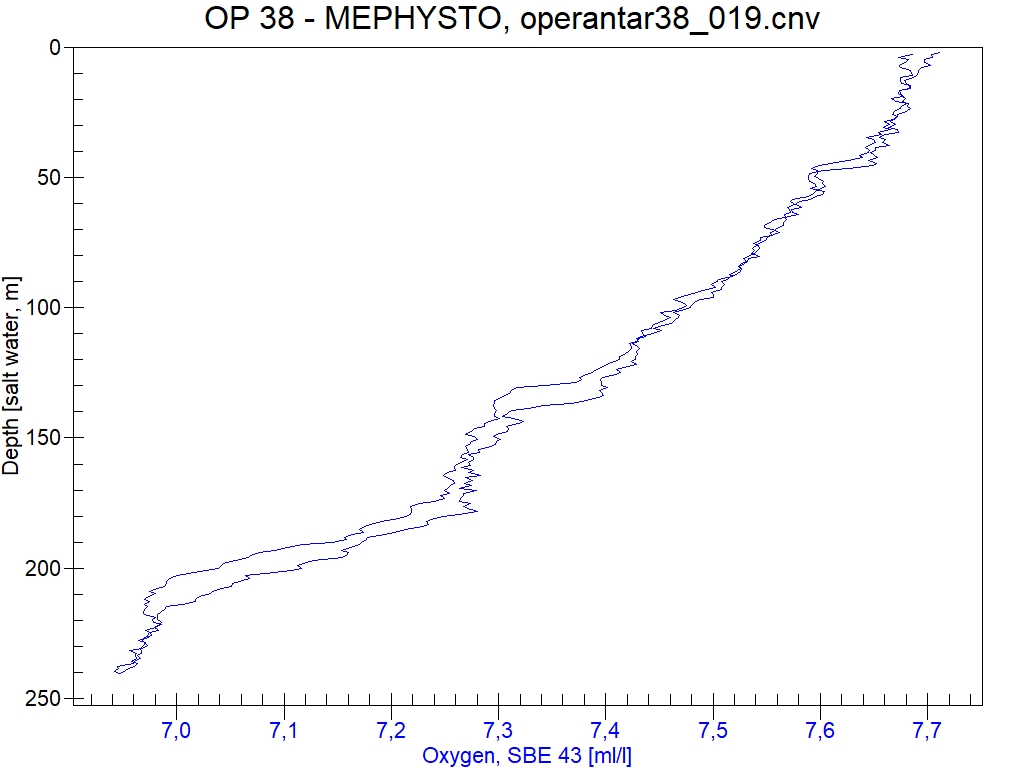 OP 38 - MEPHYSTO, operantar38_019.cnv
0
50
100
150
200
250
Depth [salt water, m]
7,0 7,1 7,2 7,3 7,4 7,5 7,6 7,7
Oxygen, SBE 43 [ml/l]